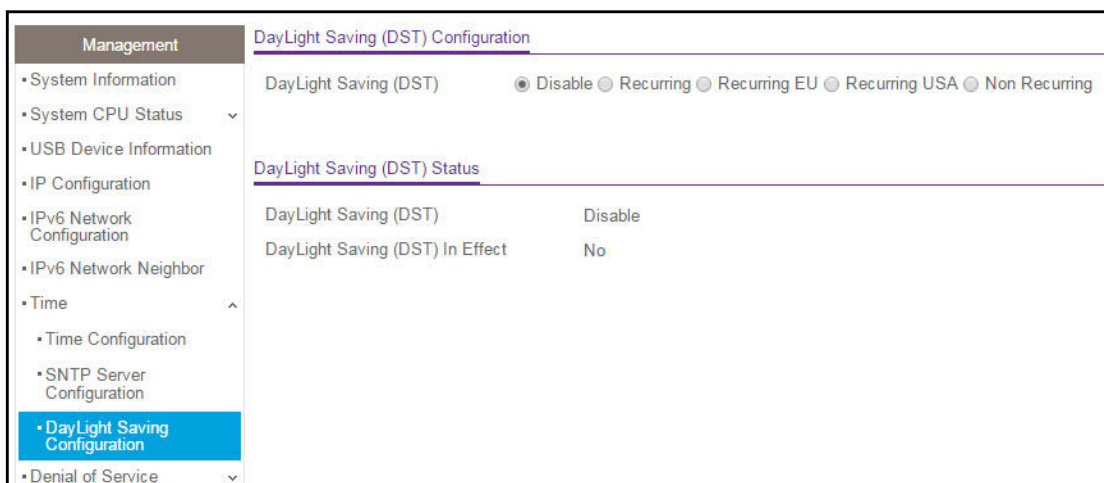 Management
System Information
System CPU Status
USB Device Information
IP Configuration
IPv6 Network
Configuration
IPv6 Network Neighbor
Time
Time Configuration
SNTP Server
Configuration
DayLight Saving
Configuration
Denial of Service
DayLight Saving (DST) Configuration
DayLight Saving (DST) Disable Recurring Recurring EU Recurring USA Non Recurring
DayLight Saving (DST) Status
DayLight Saving (DST) Disable
DayLight Saving (DST) In Effect No